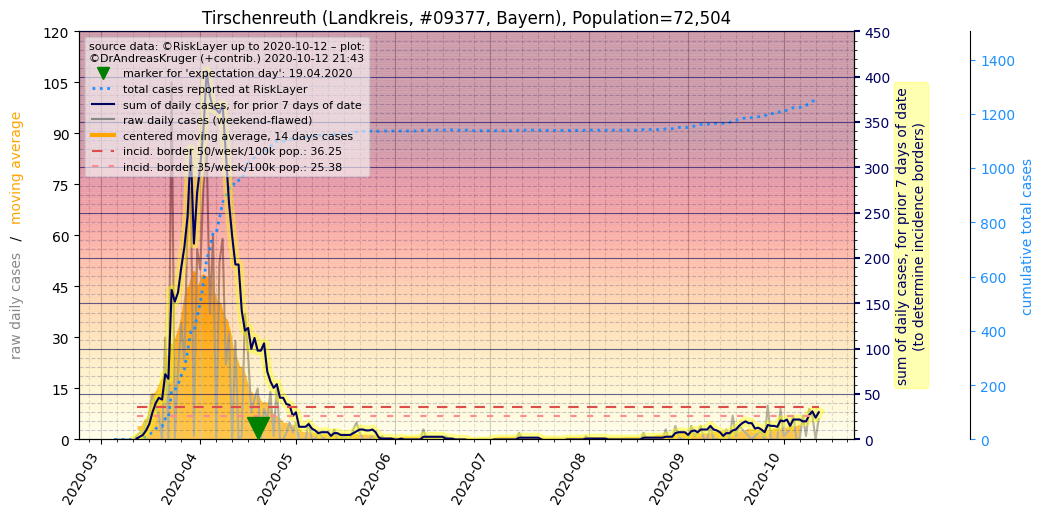 Tirschenreuth (Landkreis, #09377, Bayern), Population=72,504
source data: ©RiskLayer up to 2020-10-12 – plot:
©DrAndreasKruger (+contrib.) 2020-10-12 21:43
marker for 'expectation day': 19.04.2020
total cases reported at RiskLayer
sum of daily cases, for prior 7 days of date
raw daily cases (weekend-flawed)
centered moving average, 14 days cases
incid. border 50/week/100k pop.: 36.25
incid. border 35/week/100k pop.: 25.38
raw daily cases / moving average
120
105
90
75
60
45
30
15
0
2020-03
2020-04
2020-05
2020-06
2020-07
2020-08
2020-09
2020-10
450
400
350
300
250
200
150
100
50
0
sum of daily cases, for prior 7 days of date
(to determine incidence borders)
1400
1200
1000
800
600
400
200
0
cumulative total cases